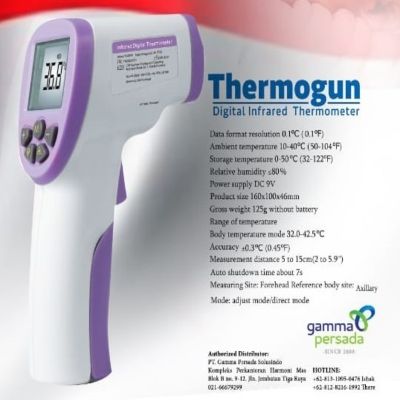 36.8
Infrared Digital Thermometer
Thermogun
Digital Infrared Thermometer
Data format resolution 0.1°C ( 0.1°F)
Ambient temperature 10-40°C (50-104°F)
Storage temperature 0-50°C (32-122°F)
Relative humidity ≤80%
Power supply DC 9V
Product size 160x100x46mm
Gross weight 125g without battery
Range of temperature
Body temperature mode 32.0-42.5°C
Accuracy ±0.3°C (0.45°F)
Measurement distance 5 to 15cm(2 to 5.9")
Auto shutdown time about 7s
Measuring Site: Forehead Reference body site: Axillary
Mode: adjust mode/direct mode
gamma
persada
SINCE
Authorized Distributor:
PT. Gamma Persada Solusindo
Kompleks Perkantoran Harmoni Mas
Blok B no. 9-12. Jln. Jembatan Tiga Raya
021-66679299
HOTLINE:
+62-813-1005-0476 Ishak
+62-812-8216-1992 There